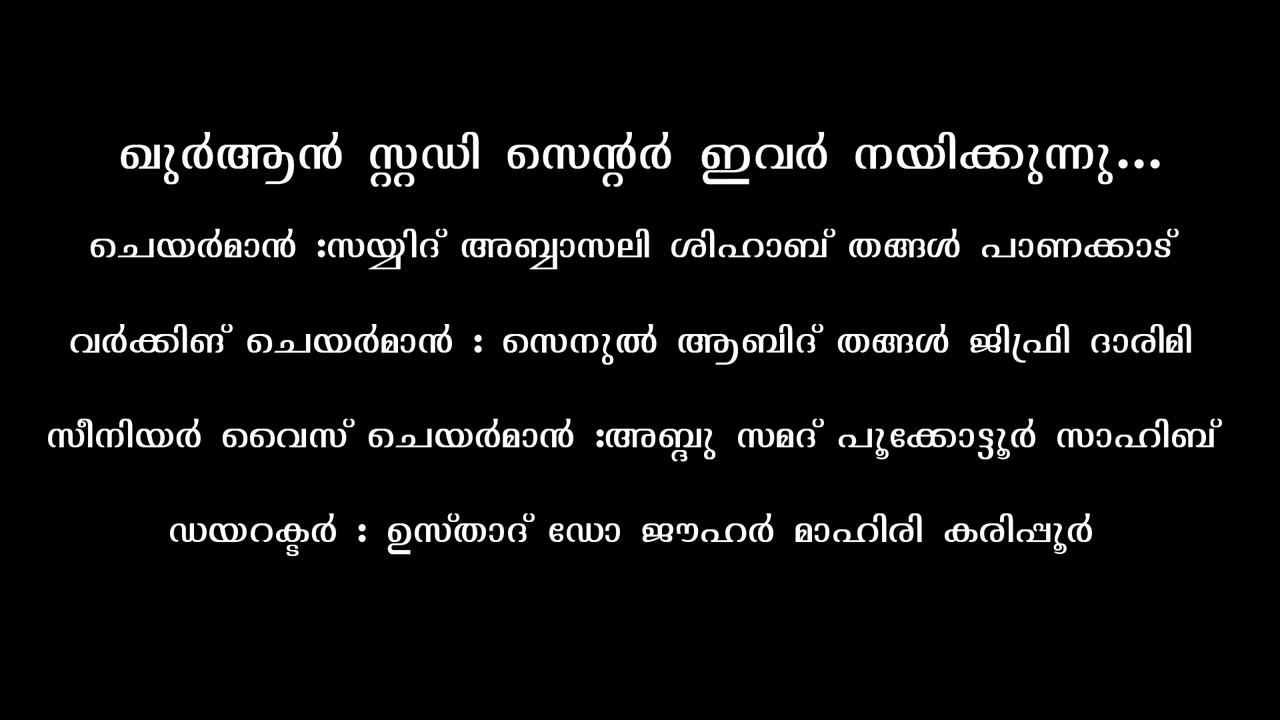 ഖുർആൻ സ്റ്റഡി സെന്റർ ഇവർ നയിക്കുന്നു...
ചെയർമാൻ :സയ്യിദ് അബ്ബാസലി ശിഹാബ് തങ്ങൾ പാണക്കാട്
വർക്കിങ് ചെയർമാൻ : സൈനുൽ ആബിദ് തങ്ങൾ ജിഫ്രി ദാരിമി
സീനിയർ വൈസ് ചെയർമാൻ :അബ്ദു സമദ് പൂക്കോട്ടൂർ സാഹിബ്
ഡയറക്ടർ : ഉസ്താദ് ഡോ ജൗഹർ മാഹിരി കരിപ്പൂർ